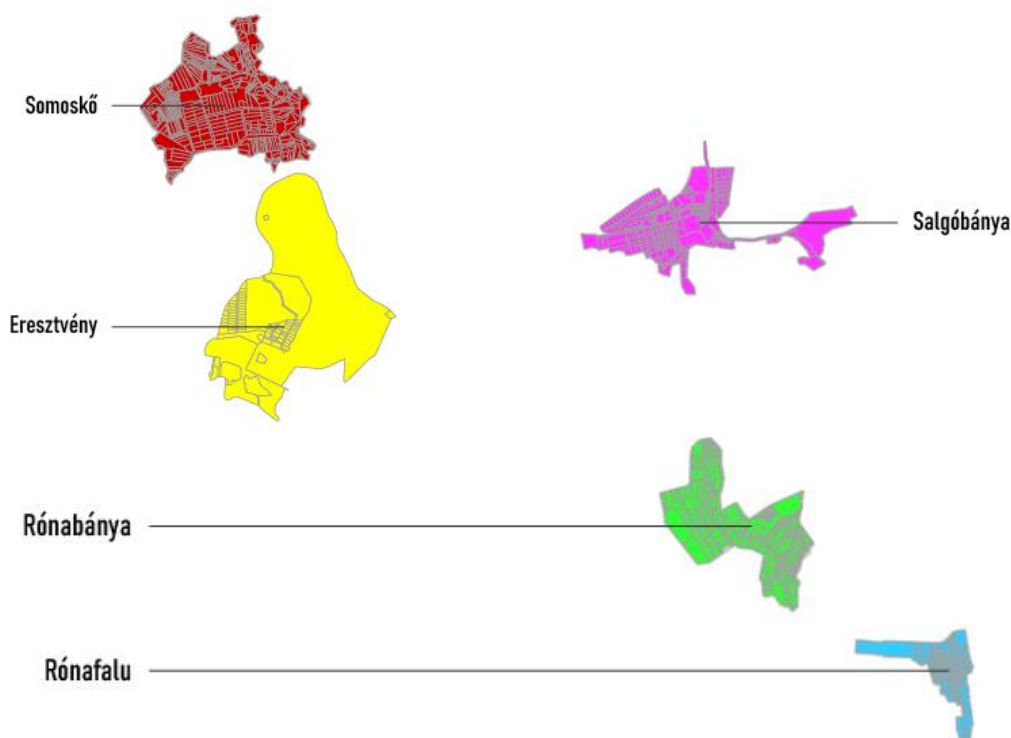 Somoskő
Salgóbánya
Eresztvény
Rónabánya
Rónafalu